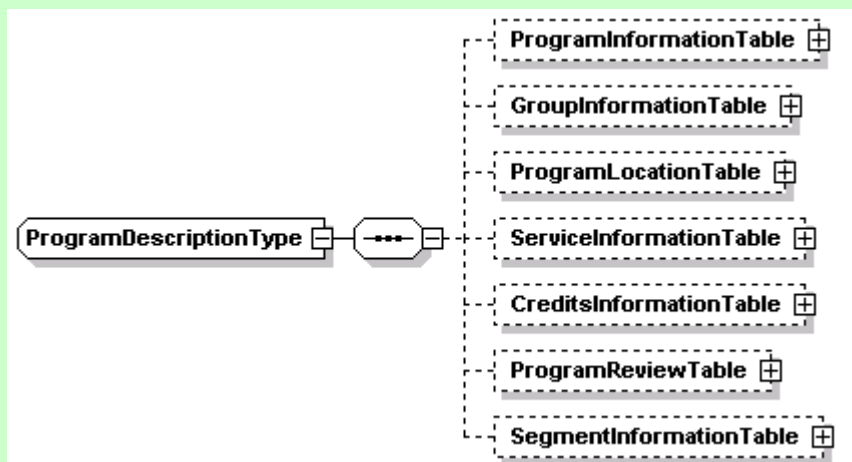 ProgramInformationTable
GroupInformationTable
ProgramLocationTable
ProgramDescriptionType
ServiceInformationTable
CreditsInformationTable
ProgramReviewTable
SegmentInformationTable